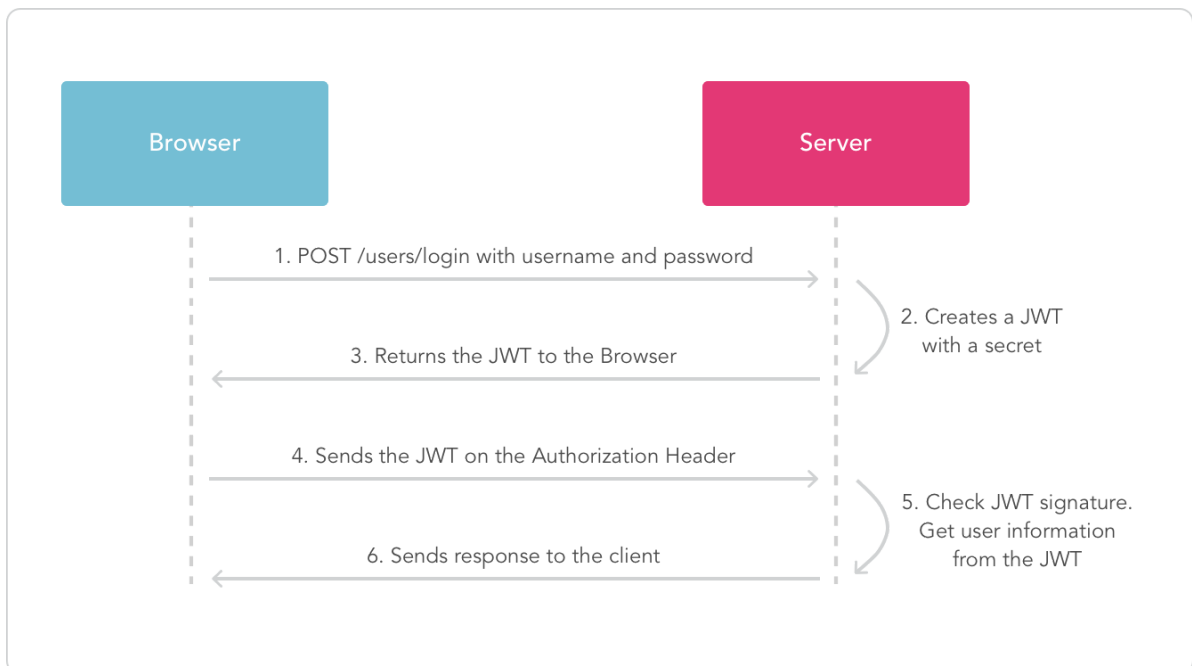 Browser
Server
1. POST /users/login with username and password
2. Creates a JWT
with a secret
3. Returns the JWT to the Browser
4. Sends the JWT on the Authorization Header
5. Check JWT signature.
Get user information
from the JWT
6. Sends response to the client